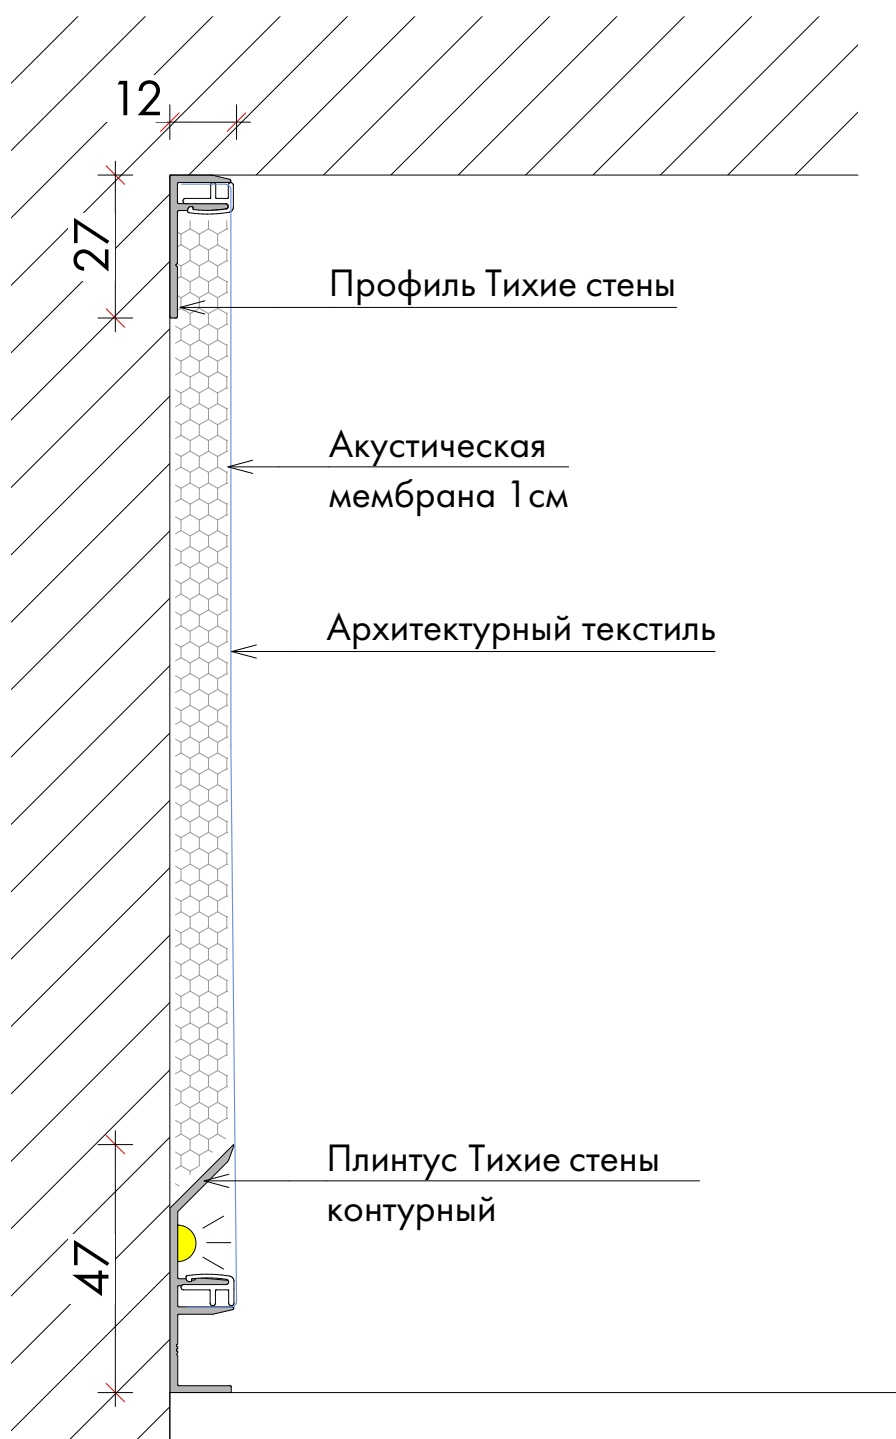 12
27
Профиль Тихие стены
Акустическая
мембрана 1см
Архитектурный текстиль
Плинтус Тихие стены
контурный
47